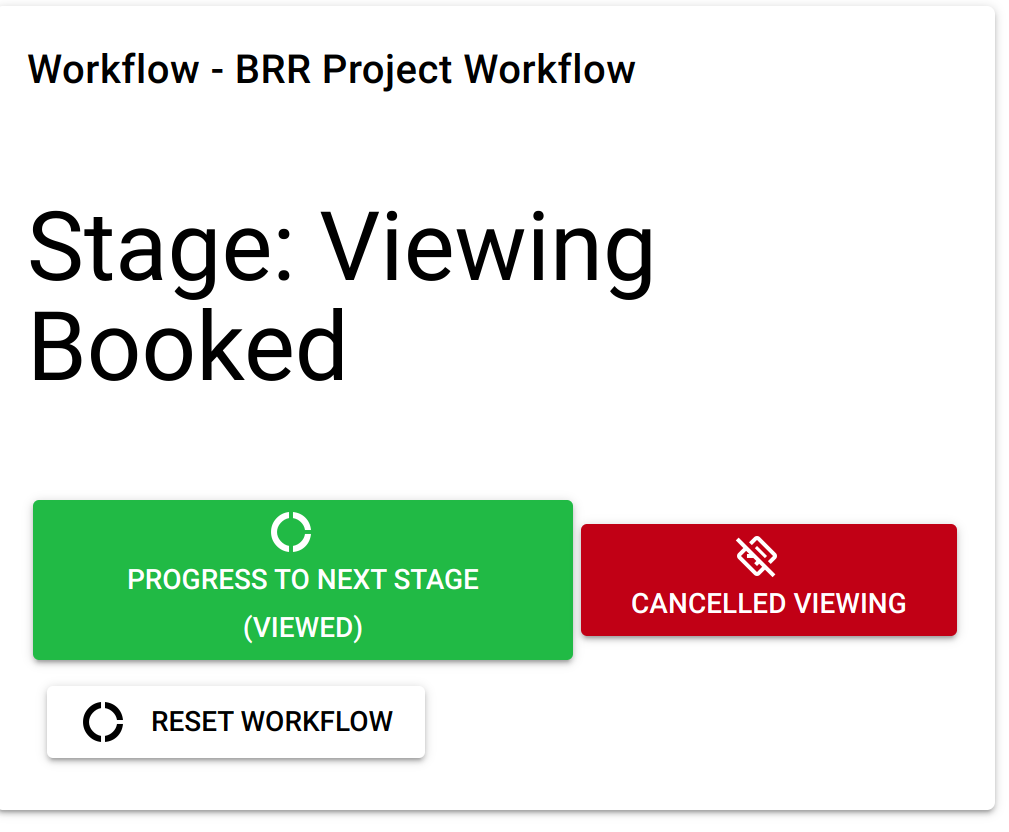 Workflow - BRR Project Workflow
Stage: Viewing
Booked
PROGRESS TO NEXT STAGE
(VIEWED)
CANCELLED VIEWING
RESET WORKFLOW